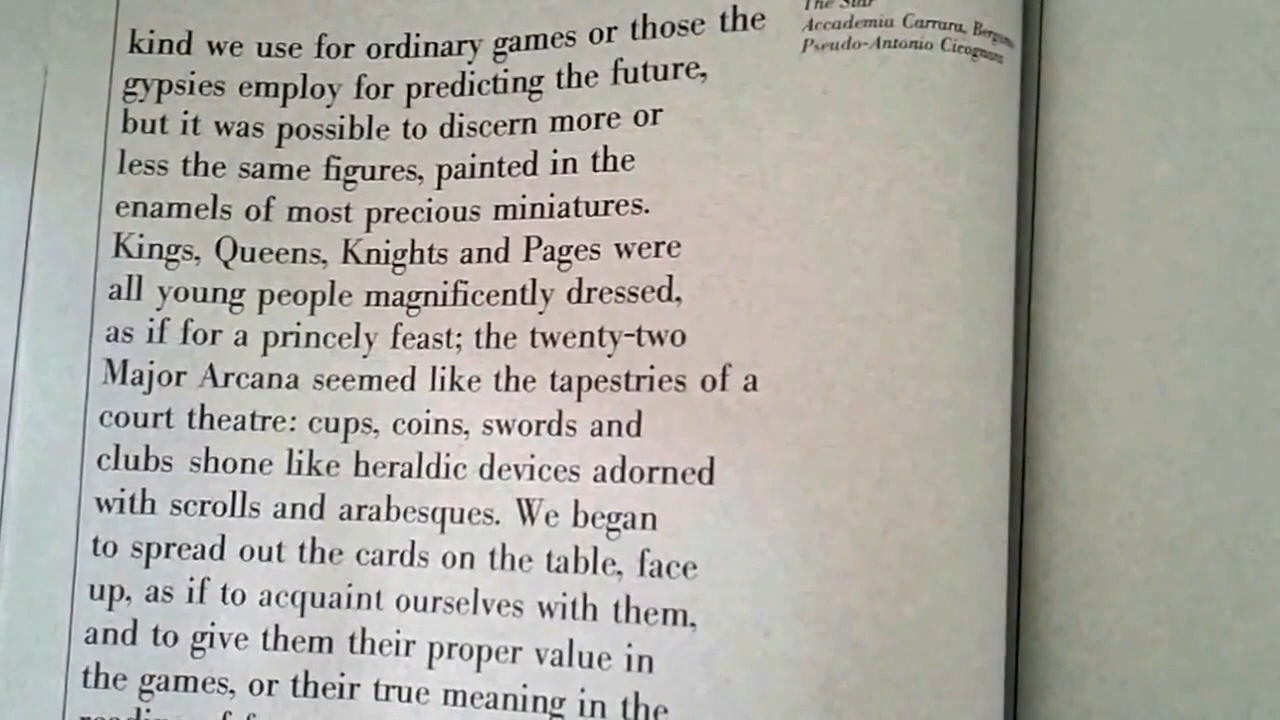 kind we use for ordinary games or those the
gypsies employ for predicting the future,
but it was possible to discern more or
less the same figures, painted in the
enamels of most precious miniatures.
Kings, Queens, Knights and Pages were
all young people magnificently dressed,
as if for a princely feast; the twenty-two
Major Arcana seemed like the tapestries of a
court theatre: cups, coins, swords and
clubs shone like heraldic devices adorned
with scrolls and arabesques. We began
to spread out the cards on the table, face
up, as if to acquaint ourselves with them,
and to give them their proper value in
the games, or their true meaning in the
The Star
Accademia Carrara,
Pseudo-Antonio